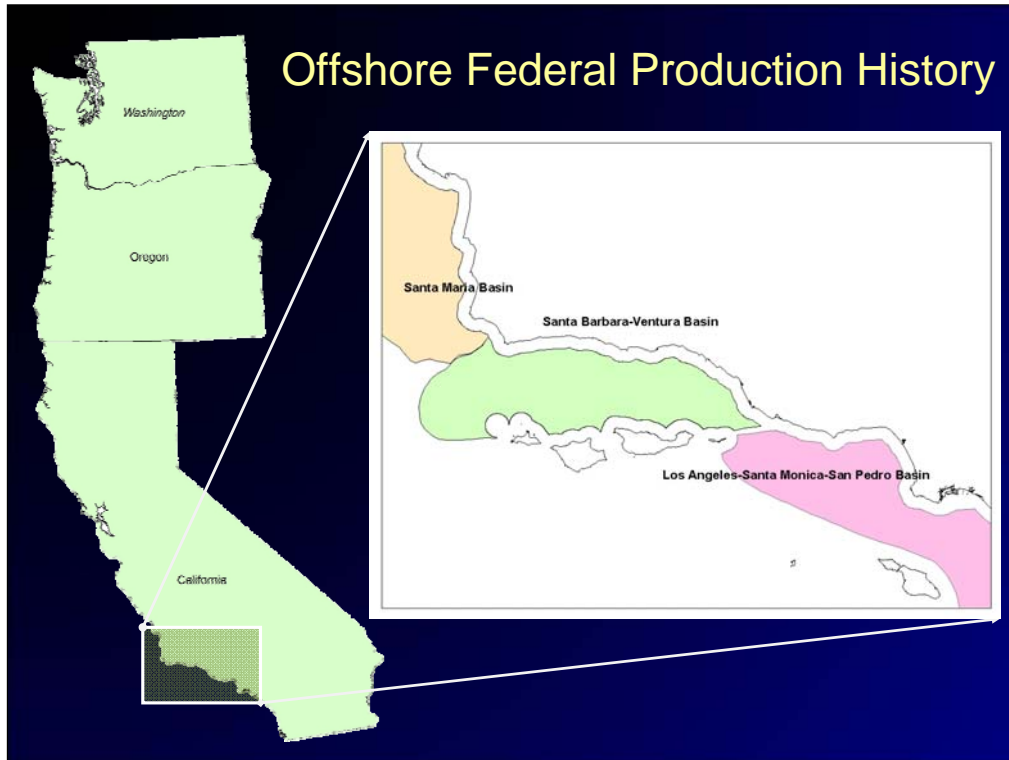 Offshore Federal Production History
Washington
Oregon
California
Santa Maria Basin
Santa Barbara-Ventura Basin
Los Angeles-Santa Monica-San Pedro Basin